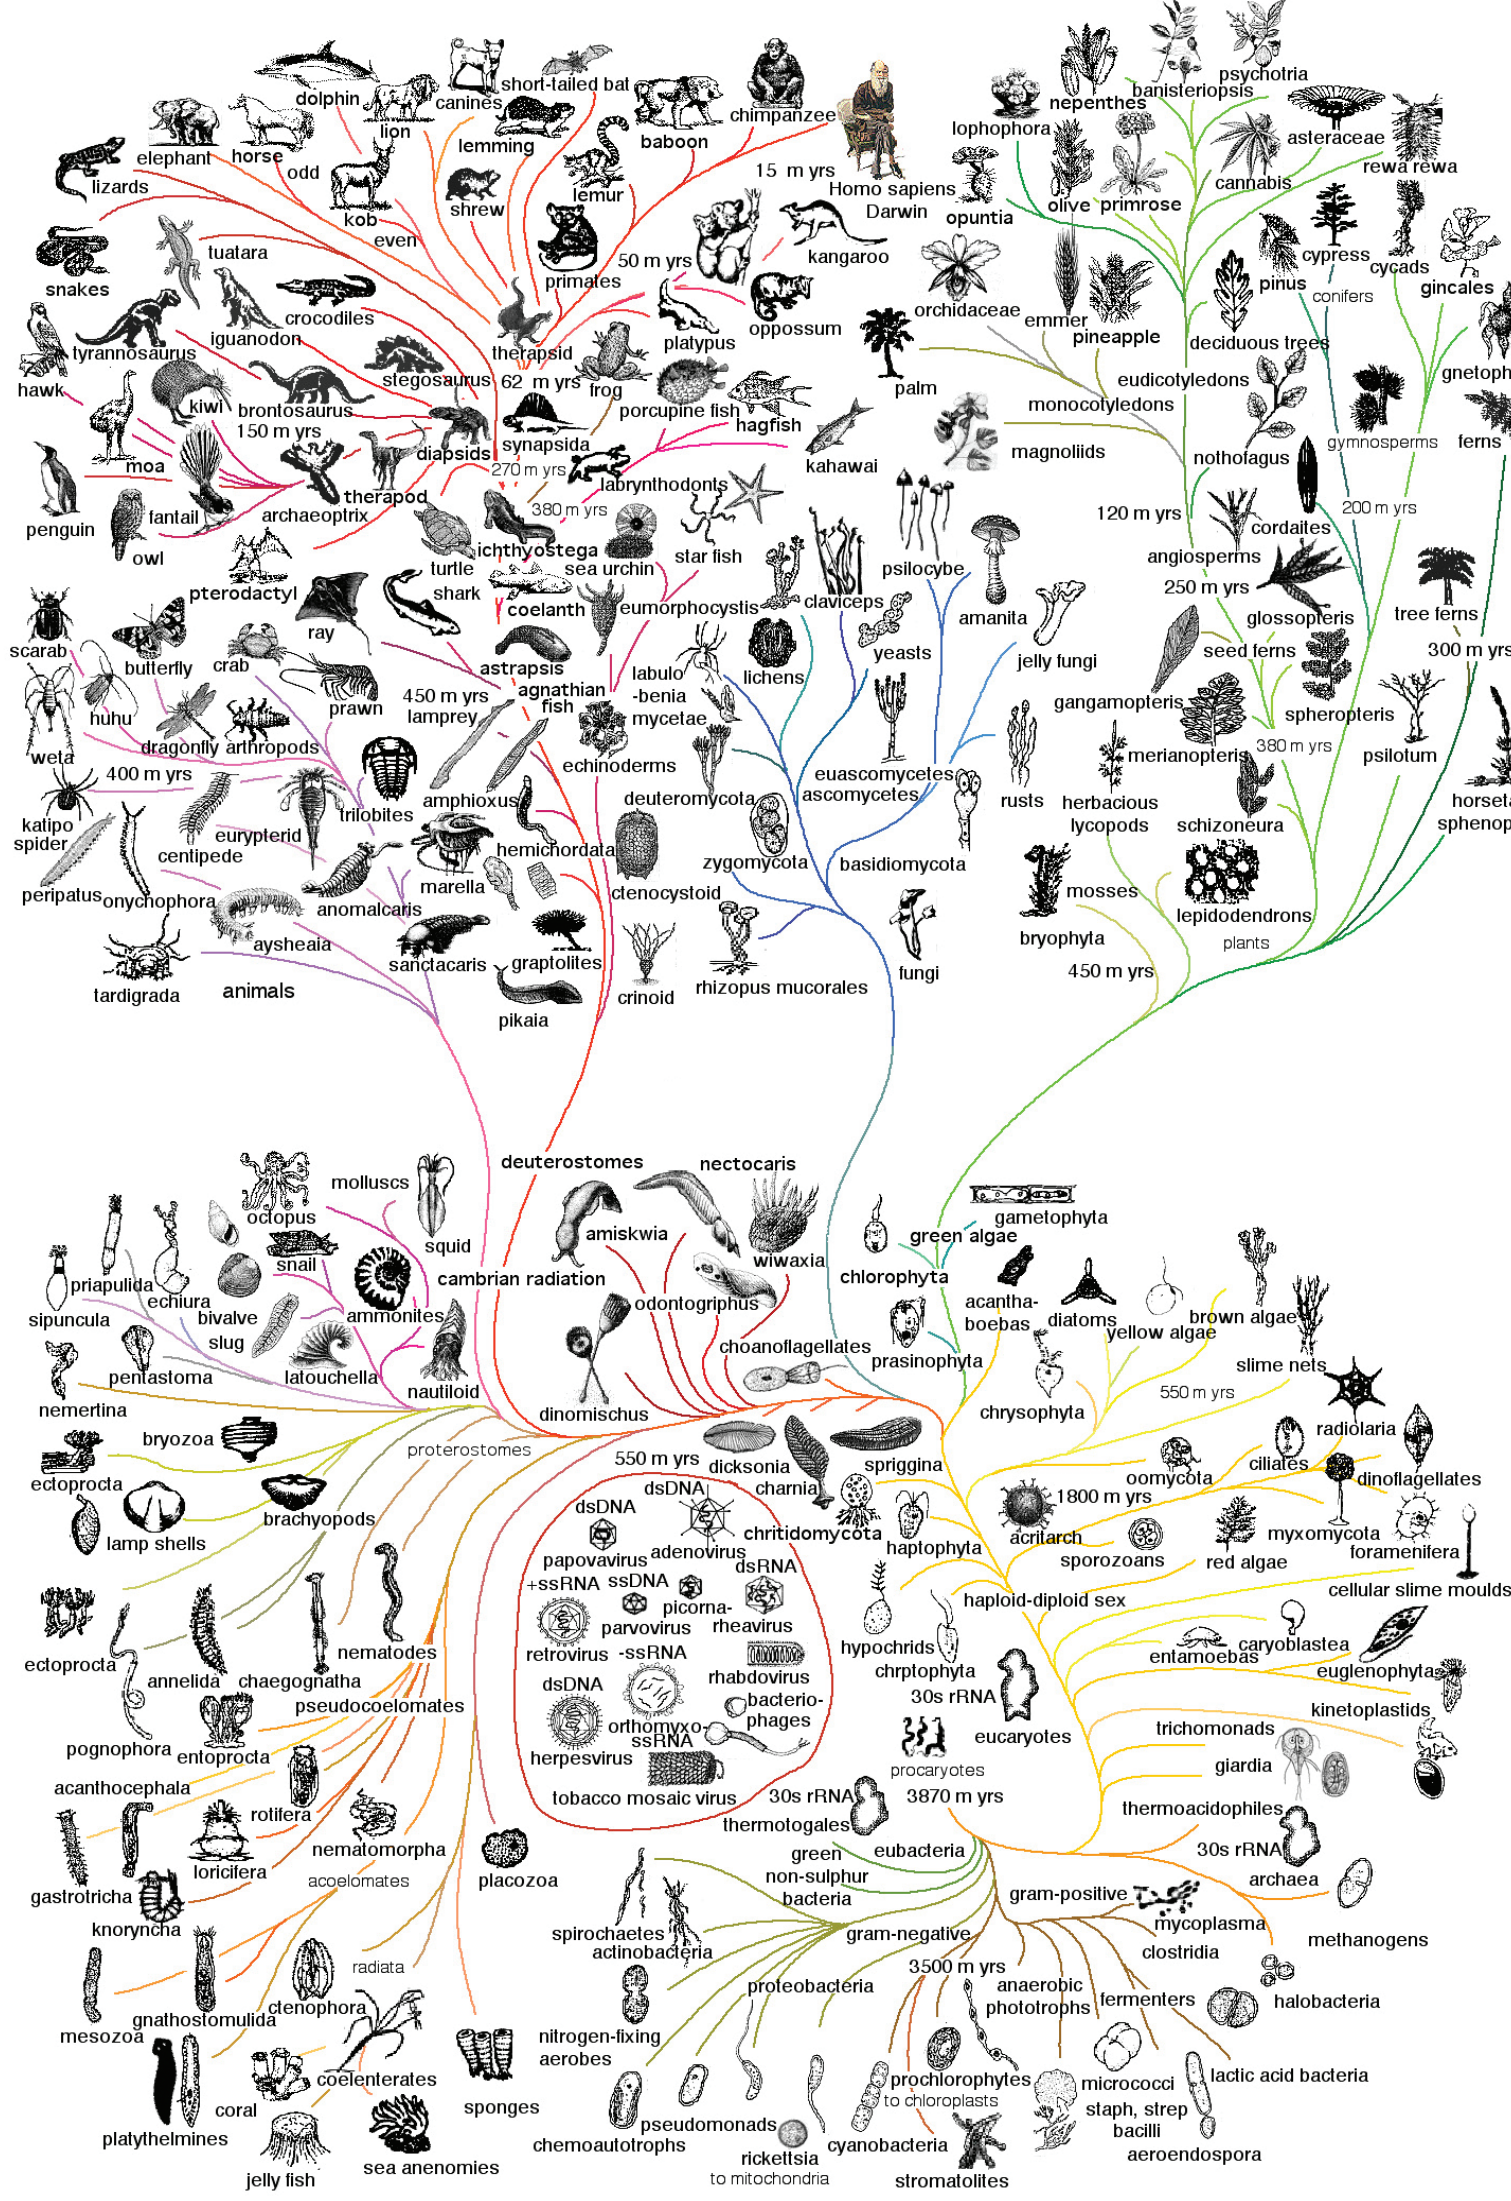 dolphin
canines
short-tailed bat
lion
elephant
horse
odd
lemming
baboon
chimpanzee
lizards
kob
even
shrew
lemur
15 m yrs
Homo sapiens
Darwin
tuatara
snakes
crocodiles
primates
50 m yrs
kangaroo
oppossum
platypus
tyrannosaurus
iguanodon
therapsid
hawk
kiwi
stegosaurus
62 m yrs
frog
brontosaurus
150 m yrs
porcupine fish
hagfish
synapsida
diapsids
moa
270 m yrs
kahawai
labrynthodonts
therapod
archaeoptrix
fantail
penguin
owl
380 m yrs
ichthyostega
sea urchin
star fish
turtle
pterodactyl
shark
coelanth
eumorphocystis
ray
scarab
butterfly
crab
astrapsis
agnathian
fish
450 m yrs
lamprey
prawn
huhu
dragonfly
arthropods
weta
400 m yrs
echinoderms
amphioxus
trilobites
katipo
spider
eurypterid
centipede
hemichordata
peripatus
onychophora
marella
anomalcaris
ctenocystoid
aysheaia
sanctacaris
graptolites
tardigrada
animals
crinoid
pikaia
psychotria
banisteriopsis
nepenthes
lophophora
asteraceae
rewa rewa
cannabis
olive
primrose
opuntia
cypress
cycads
pinus
conifers
gincales
orchidaceae
emmer
pineapple
deciduous trees
palm
eudicotyledons
gnetoph
monocotyledons
gymnosperms
ferns
magnoliids
nothofagus
120 m yrs
cordaites
200 m yrs
angiosperms
250 m yrs
glossopteris
tree ferns
seed ferns
300 m yrs
gangamopteris
spheropteris
merianopteris
380 m yrs
psilotum
herbacious
lycopods
schizoneura
horseta
sphenop
mosses
lepidodendrons
bryophyta
plants
450 m yrs
psilocybe
claviceps
amanita
yeasts
jelly fungi
labulo
-benia
mycetae
lichens
euascomycetes
ascomycetes
deuteromycota
rusts
zygomycota
basidiomycota
fungi
rhizopus mucorales
deuterostomes
nectocaris
molluscs
octopus
squid
snail
amiskwia
wiwaxia
cambrian radiation
priapulida
echiura
sipuncula
bivalve
slug
ammonites
odontogriphus
latouchella
nautiloid
choanoflagellates
pentastoma
nemertina
dinomischus
bryozoa
proterostomes
550 m yrs
dicksonia
charnia
spriggina
ectoprocta
brachyopods
lamp shells
chritidomycota
gametophyta
green algae
chlorophyta
acantha-
boebas
diatoms
yellow algae
brown algae
prasinophyta
slime nets
chrysophyta
550 m yrs
radiolaria
oomycota
ciliates
dinoflagellates
1800 m yrs
acritarch
myxomycota
foramenifera
haptophyta
sporozoans
red algae
cellular slime moulds
haploid-diploid sex
hypochrids
chrptophyta
caryoblastea
entamoebas
euglenophyta
kinetoplastids
30s rRNA
eucaryotes
trichomonads
giardia
procaryotes
3870 m yrs
dsDNA
dsDNA
papovavirus
adenovirus
+ssRNA
ssDNA
dsRNA
picorna-
parvovirus
rheavirus
retrovirus
-ssRNA
rhabdovirus
dsDNA
bacterio-
phages
orthomyxo-
ssRNA
herpesvirus
tobacco mosaic virus
ectoprocta
annelida
chaegognatha
nematodes
pseudocoelomates
pognophora
entoprocta
acanthocephala
rotifera
nematomorpha
loricifera
gastrotricha
knoryncha
acoelomates
placozoa
radiata
mesozoa
gnathostomulida
ctenophora
coelenterates
coral
platythelmines
sponges
jelly fish
sea anenomies
30s rRNA
thermotogales
green
non-sulphur
bacteria
eubacteria
thermoacidophiles
30s rRNA
archaea
gram-positive
mycoplasma
clostridia
methanogens
spirochaetes
actinobacteria
gram-negative
3500 m yrs
proteobacteria
anaerobic
phototrophs
fermenters
halobacteria
nitrogen-fixing
aerobes
prochlorophytes
to chloroplasts
micrococci
staph, strep
bacilli
lactic acid bacteria
aeroendospora
chemoautotrophs
pseudomonads
rickettsia
to mitochondria
cyanobacteria
stromatolites